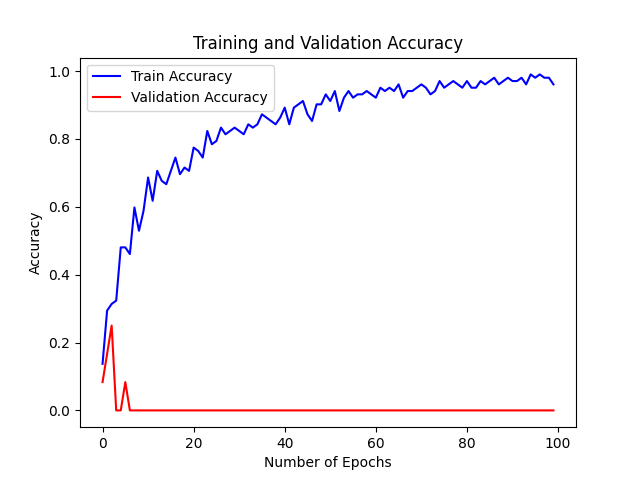 Training and Validation Accuracy
Train Accuracy
Validation Accuracy
1.0
0.8
0.6
0.4
0.2
0.0
Accuracy
0 20 40 60 80 100
Number of Epochs